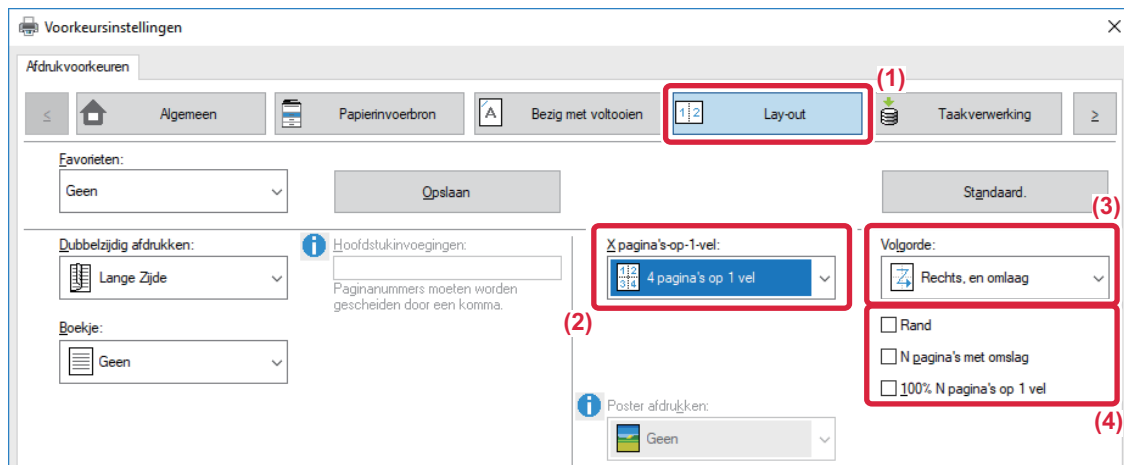 Voorkeursinstellingen
Afdrukvoorkeuren
(1)
< Algemeen Papierinvoerbron Bezig met voltooien Lay-out Taakverwerking >
Favorieten:
Geen Opslaan Standaard.
(3)
Dubbelzijdig afdrukken: Hoofdstukinvoegingen: X pagina's-op-1-vel: Volgorde:
Lange Zijde 4 pagina's op 1 vel Rechts, en omlaag
Paginanummers moeten worden
gescheiden door een komma.
(2)
Boekje: Rand
Geen N pagina's met omslag
100% N pagina's op 1 vel
Poster afdrukken: (4)
Geen